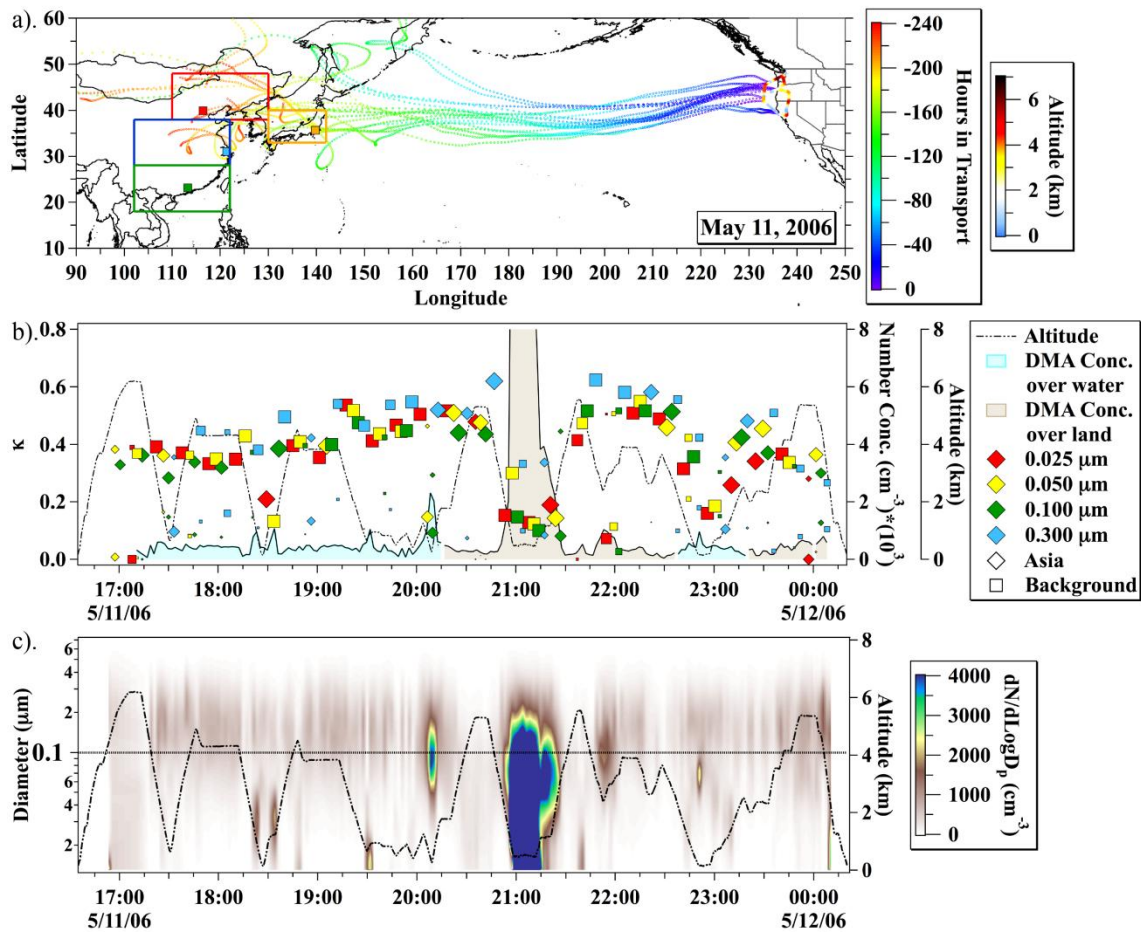 a).
60
50
40
30
20
10
Latitude
90 100 110 120 130 140 150 160 170 180 190 200 210 220 230 240 250
Longitude
May 11, 2006
-240
-200
-160
-120
-80
-40
0
Hours in Transport
6
4
2
0
Altitude (km)
b).
0.8
0.6
0.4
0.2
0.0
κ
8
6
4
2
0
Number Conc. (cm⁻³)*(10³)
8
6
4
2
0
Altitude (km)
17:00 18:00 19:00 20:00 21:00 22:00 23:00 00:00
5/11/06 5/12/06
Altitude
DMA Conc.
over water
DMA Conc.
over land
0.025 μm
0.050 μm
0.100 μm
0.300 μm
Asia
Background
c).
6
4
2
0.1
6
4
2
Diameter (μm)
8
6
4
2
0
Altitude (km)
17:00 18:00 19:00 20:00 21:00 22:00 23:00 00:00
5/11/06 5/12/06
4000
3000
2000
1000
0
dN/dLogDₚ (cm⁻³)